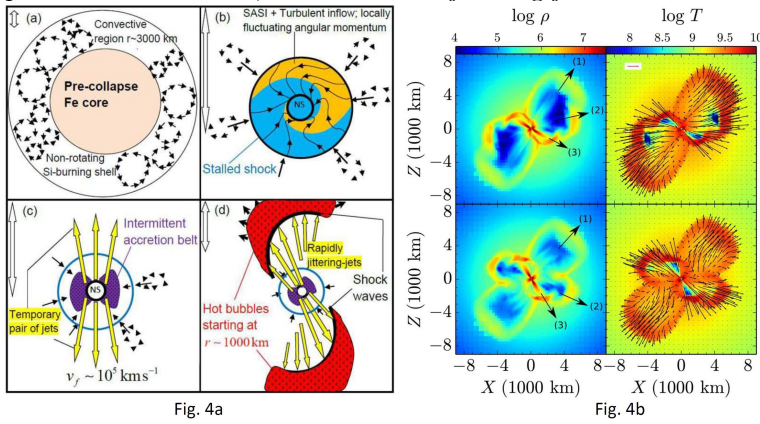 (a)
Convective
region r~3000 km
Pre-collapse
Fe core
Non-rotating
Si-burning shell
(b)
SASI + Turbulent inflow; locally
fluctuating angular momentum
NS
Stalled shock
(c)
Intermittent
accretion belt
NS
Temporary
pair of jets
v_f ~ 10^5 km s^-1
(d)
Rapidly
jittering-jets
Shock
waves
Hot bubbles
starting at
r ~ 1000 km
Fig. 4a
log ρ
log T
4 5 6 7
8 8.5 9 9.5 10
(1)
(2)
(3)
Z (1000 km)
8
4
0
−4
−8
(1)
(2)
(3)
Z (1000 km)
8
4
0
−4
−8
−8 −4 0 4 8
−4 0 4 8
X (1000 km)
X (1000 km)
Fig. 4b